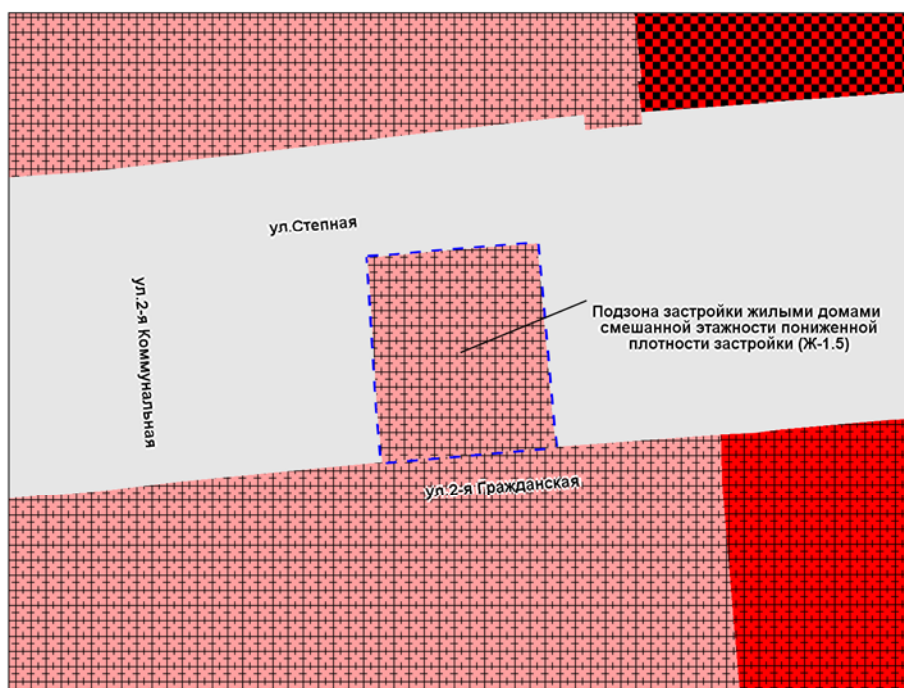 ул.Степная
ул.2-я Коммунальная
Подзона застройки жилыми домами
смешанной этажности пониженной
плотности застройки (Ж-1.5)
ул.2-я Гражданская